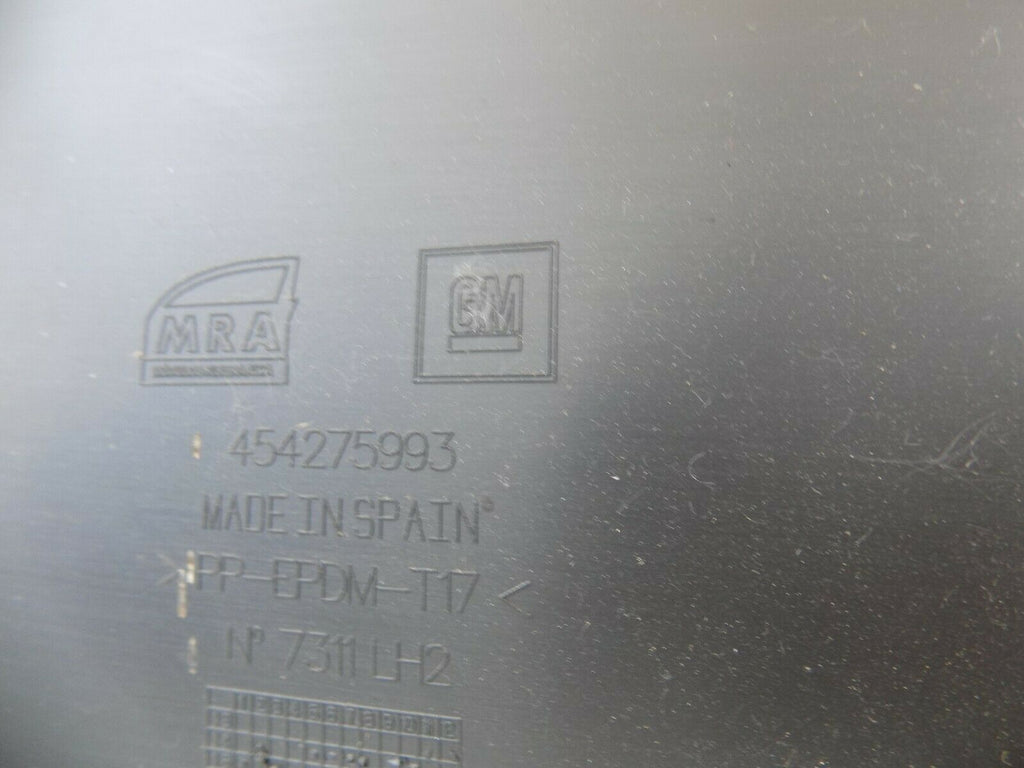 MRA
GM
454275993
MADE IN SPAIN
>PP-EPDM-T17<
Nº 7311 LH2